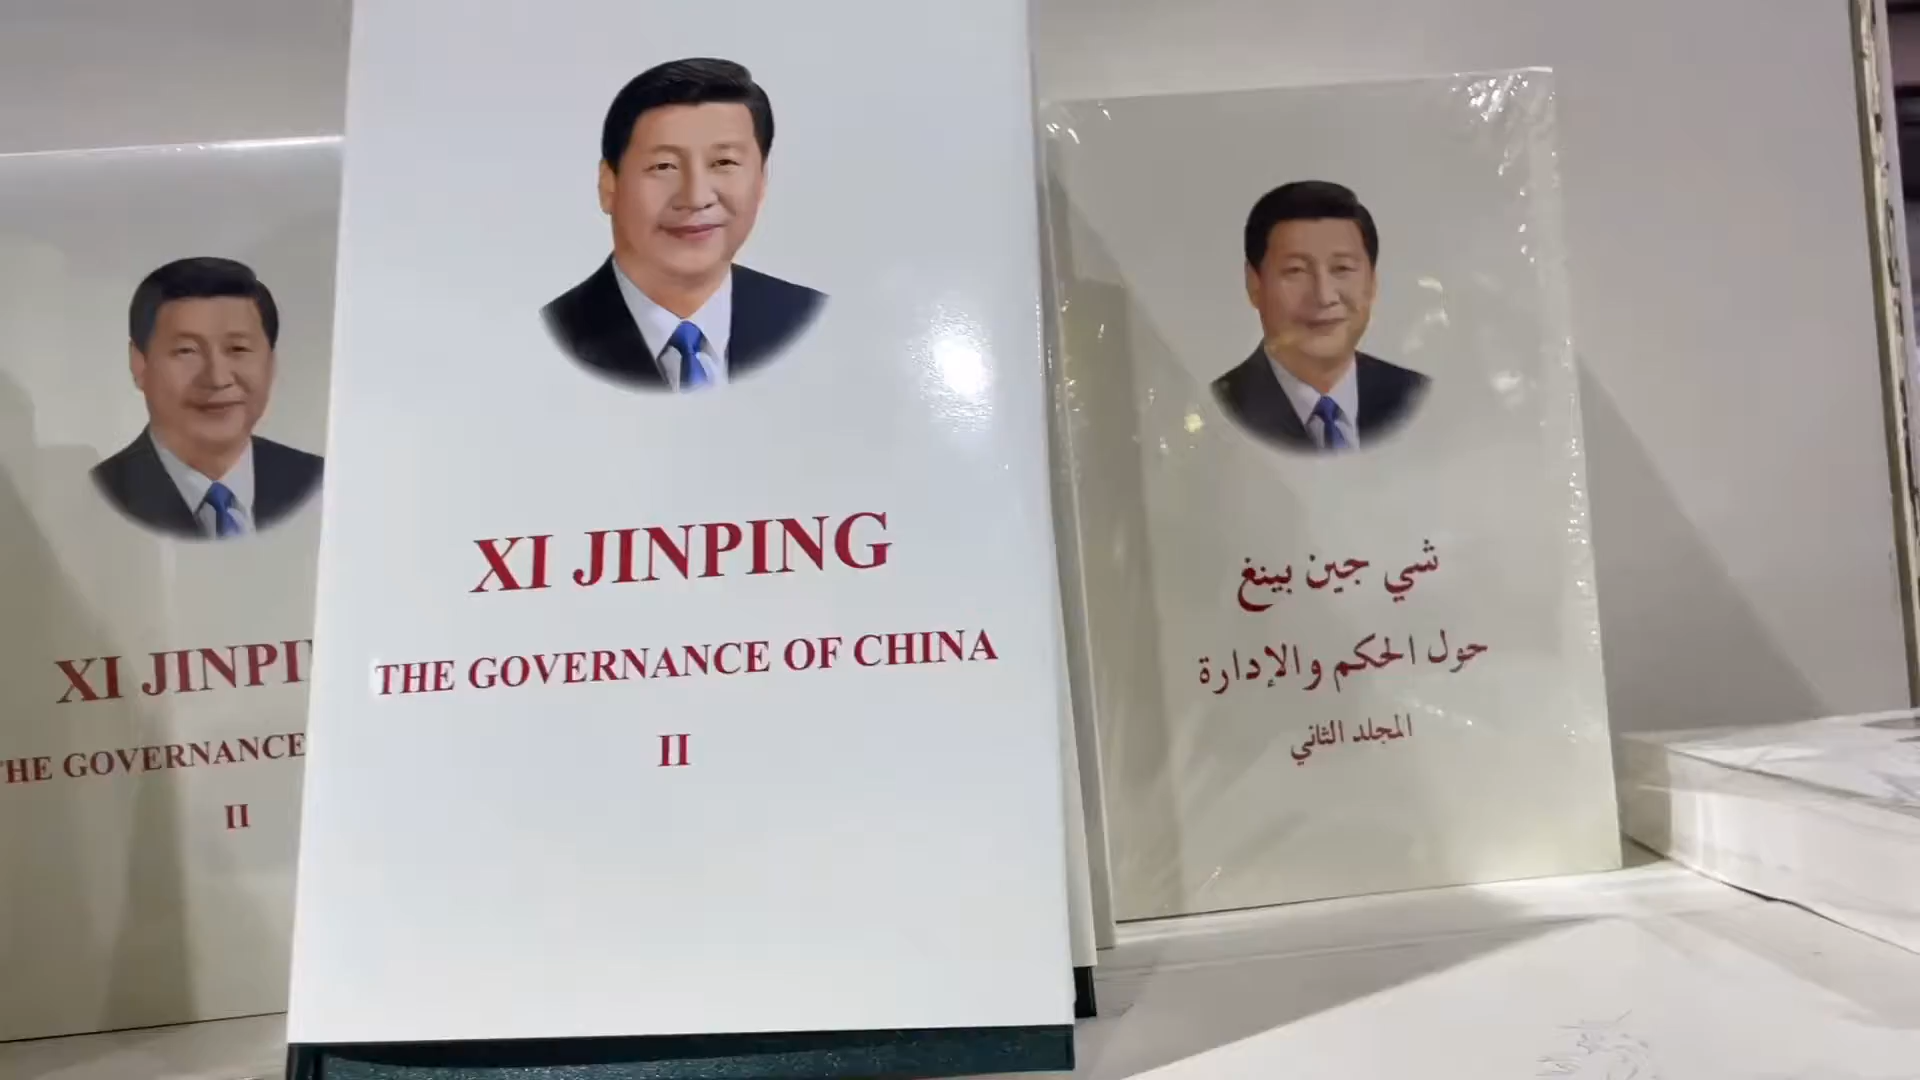 XI JINPI
THE GOVERNANCE
II
XI JINPING
THE GOVERNANCE OF CHINA
II
شي جين بينغ
حول الحكم والإدارة
المجلد الثاني